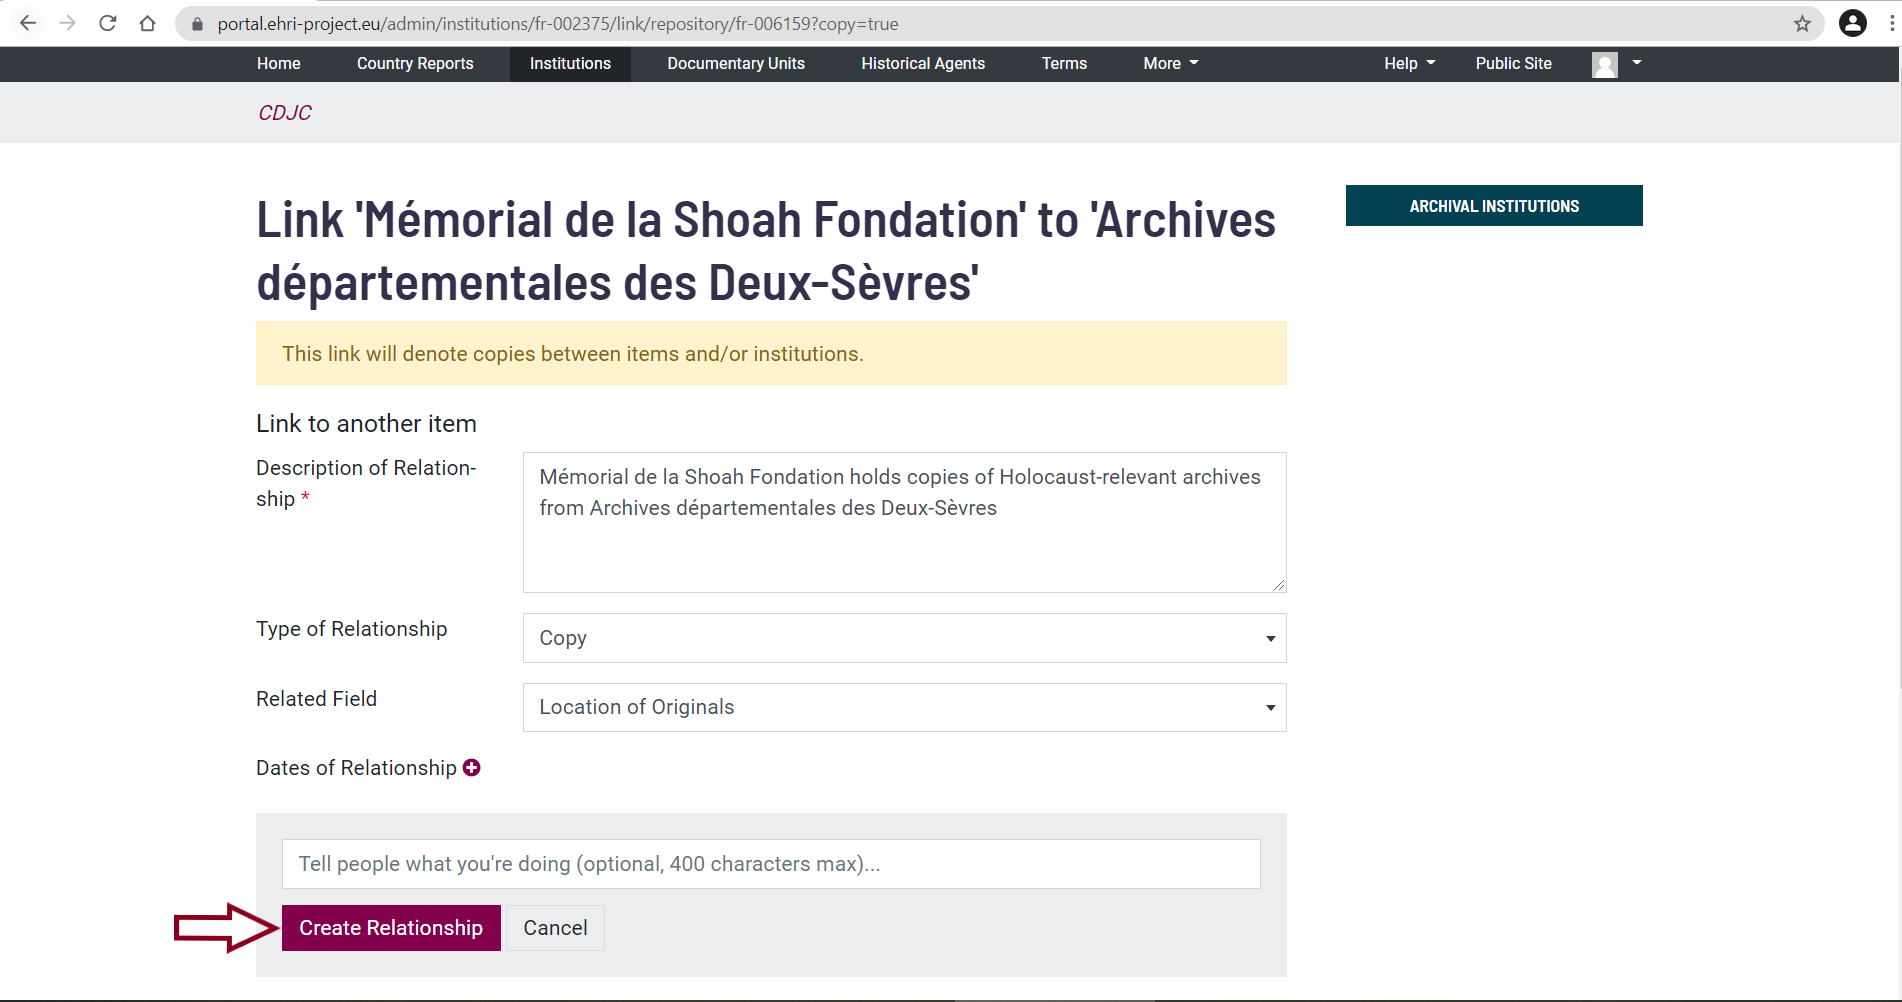 portal.ehri-project.eu/admin/institutions/fr-002375/link/repository/fr-006159?copy=true
Home Country Reports Institutions Documentary Units Historical Agents Terms More Help Public Site
CDJC
Link 'Mémorial de la Shoah Fondation' to 'Archives
départementales des Deux-Sèvres'
ARCHIVAL INSTITUTIONS
This link will denote copies between items and/or institutions.
Link to another item
Description of Relation-
ship *
Mémorial de la Shoah Fondation holds copies of Holocaust-relevant archives
from Archives départementales des Deux-Sèvres
Type of Relationship
Copy
Related Field
Location of Originals
Dates of Relationship
Tell people what you're doing (optional, 400 characters max)...
Create Relationship Cancel